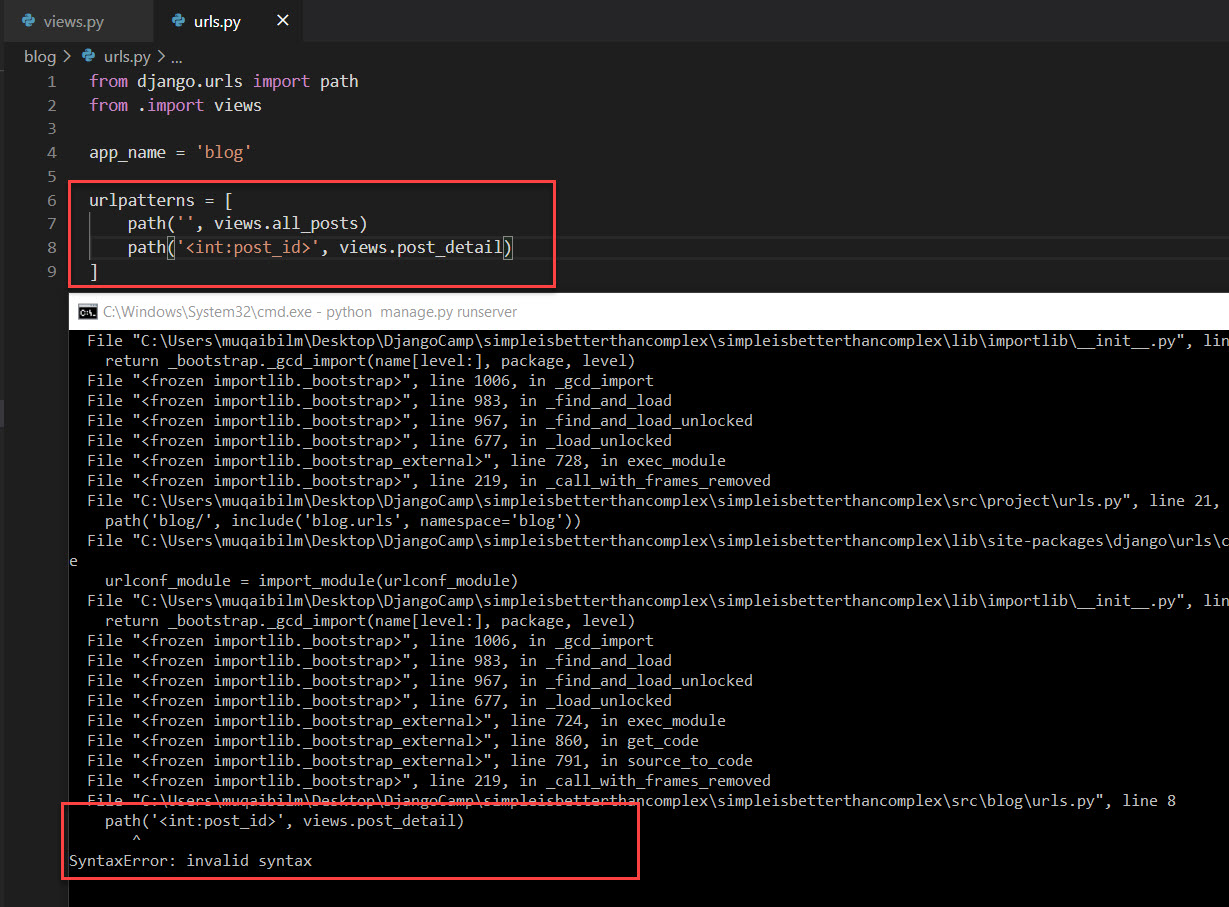 views.py urls.py
blog > urls.py > ...
1 from django.urls import path
2 from .import views
3
4 app_name = 'blog'
5
6 urlpatterns = [
7 path('', views.all_posts)
8 path('<int:post_id>', views.post_detail)
9 ]
C:\Windows\System32\cmd.exe - python  manage.py runserver
File "C:\Users\muqaibilm\Desktop\DjangoCamp\simpleisbetterthancomplex\simpleisbetterthancomplex\lib\importlib\__init__.py", lin
return _bootstrap._gcd_import(name[level:], package, level)
File "<frozen importlib._bootstrap>", line 1006, in _gcd_import
File "<frozen importlib._bootstrap>", line 983, in _find_and_load
File "<frozen importlib._bootstrap>", line 967, in _find_and_load_unlocked
File "<frozen importlib._bootstrap>", line 677, in _load_unlocked
File "<frozen importlib._bootstrap_external>", line 728, in exec_module
File "<frozen importlib._bootstrap>", line 219, in _call_with_frames_removed
File "C:\Users\muqaibilm\Desktop\DjangoCamp\simpleisbetterthancomplex\simpleisbetterthancomplex\src\project\urls.py", line 21,
path('blog/', include('blog.urls', namespace='blog'))
File "C:\Users\muqaibilm\Desktop\DjangoCamp\simpleisbetterthancomplex\simpleisbetterthancomplex\lib\site-packages\django\urls\c
e
urlconf_module = import_module(urlconf_module)
File "C:\Users\muqaibilm\Desktop\DjangoCamp\simpleisbetterthancomplex\simpleisbetterthancomplex\lib\importlib\__init__.py", lin
return _bootstrap._gcd_import(name[level:], package, level)
File "<frozen importlib._bootstrap>", line 1006, in _gcd_import
File "<frozen importlib._bootstrap>", line 983, in _find_and_load
File "<frozen importlib._bootstrap>", line 967, in _find_and_load_unlocked
File "<frozen importlib._bootstrap>", line 677, in _load_unlocked
File "<frozen importlib._bootstrap_external>", line 724, in exec_module
File "<frozen importlib._bootstrap_external>", line 860, in get_code
File "<frozen importlib._bootstrap_external>", line 791, in source_to_code
File "<frozen importlib._bootstrap>", line 219, in _call_with_frames_removed
File "C:\Users\muqaibilm\Desktop\DjangoCamp\simpleisbetterthancomplex\simpleisbetterthancomplex\src\blog\urls.py", line 8
path('<int:post_id>', views.post_detail)
^
SyntaxError: invalid syntax